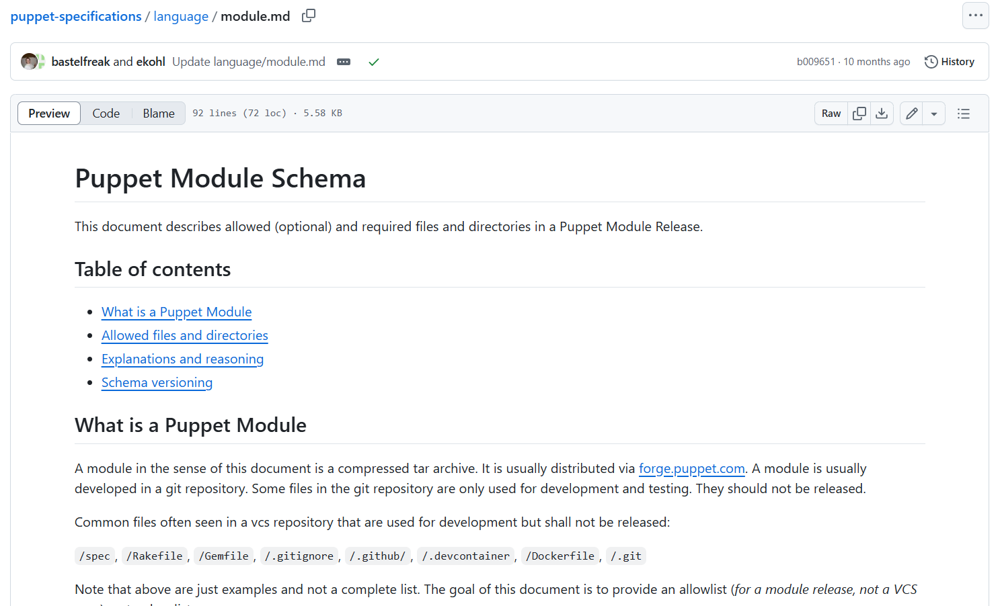 puppet-specifications / language / module.md
bastelfreak and ekohl Update language/module.md
b009651 · 10 months ago History
Preview Code Blame 92 lines (72 loc) · 5.58 KB
Raw
Puppet Module Schema
This document describes allowed (optional) and required files and directories in a Puppet Module Release.
Table of contents
What is a Puppet Module
Allowed files and directories
Explanations and reasoning
Schema versioning
What is a Puppet Module
A module in the sense of this document is a compressed tar archive. It is usually distributed via forge.puppet.com. A module is usually
developed in a git repository. Some files in the git repository are only used for development and testing. They should not be released.
Common files often seen in a vcs repository that are used for development but shall not be released:
/spec , /Rakefile , /Gemfile , /.gitignore , /.github/ , /.devcontainer , /Dockerfile , /.git
Note that above are just examples and not a complete list. The goal of this document is to provide an allowlist (for a module release, not a VCS